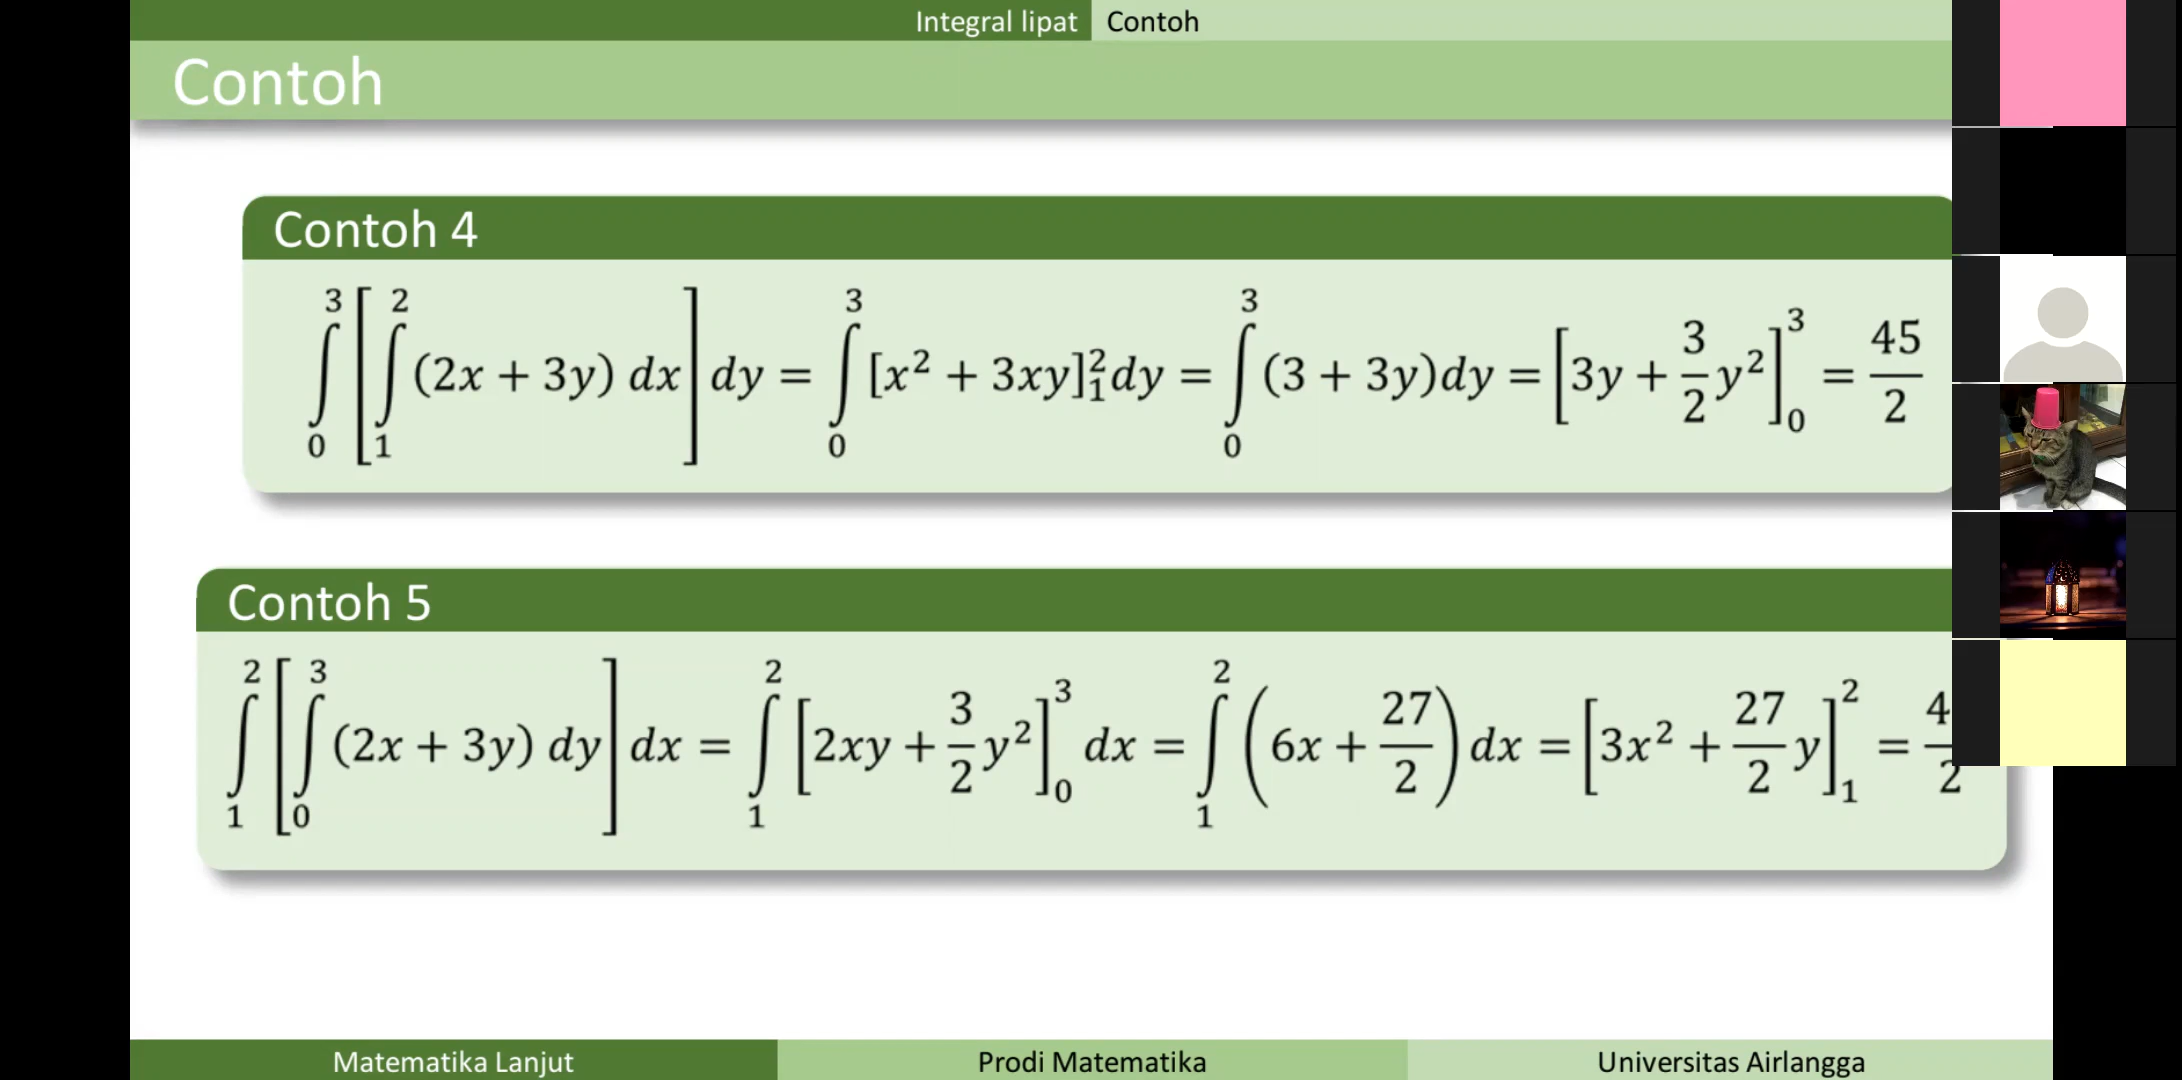 Integral lipat Contoh
Contoh
Contoh 4
∫₀³ [∫₁² (2x + 3y) dx] dy = ∫₀³ [x² + 3xy]₁² dy = ∫₀³ (3 + 3y)dy = [3y + 3/2 y²]₀³ = 45/2
Contoh 5
∫₁² [∫₀³ (2x + 3y) dy] dx = ∫₁² [2xy + 3/2 y²]₀³ dx = ∫₁² (6x + 27/2) dx = [3x² + 27/2 y]₁² = 4/2
Matematika Lanjut Prodi Matematika Universitas Airlangga